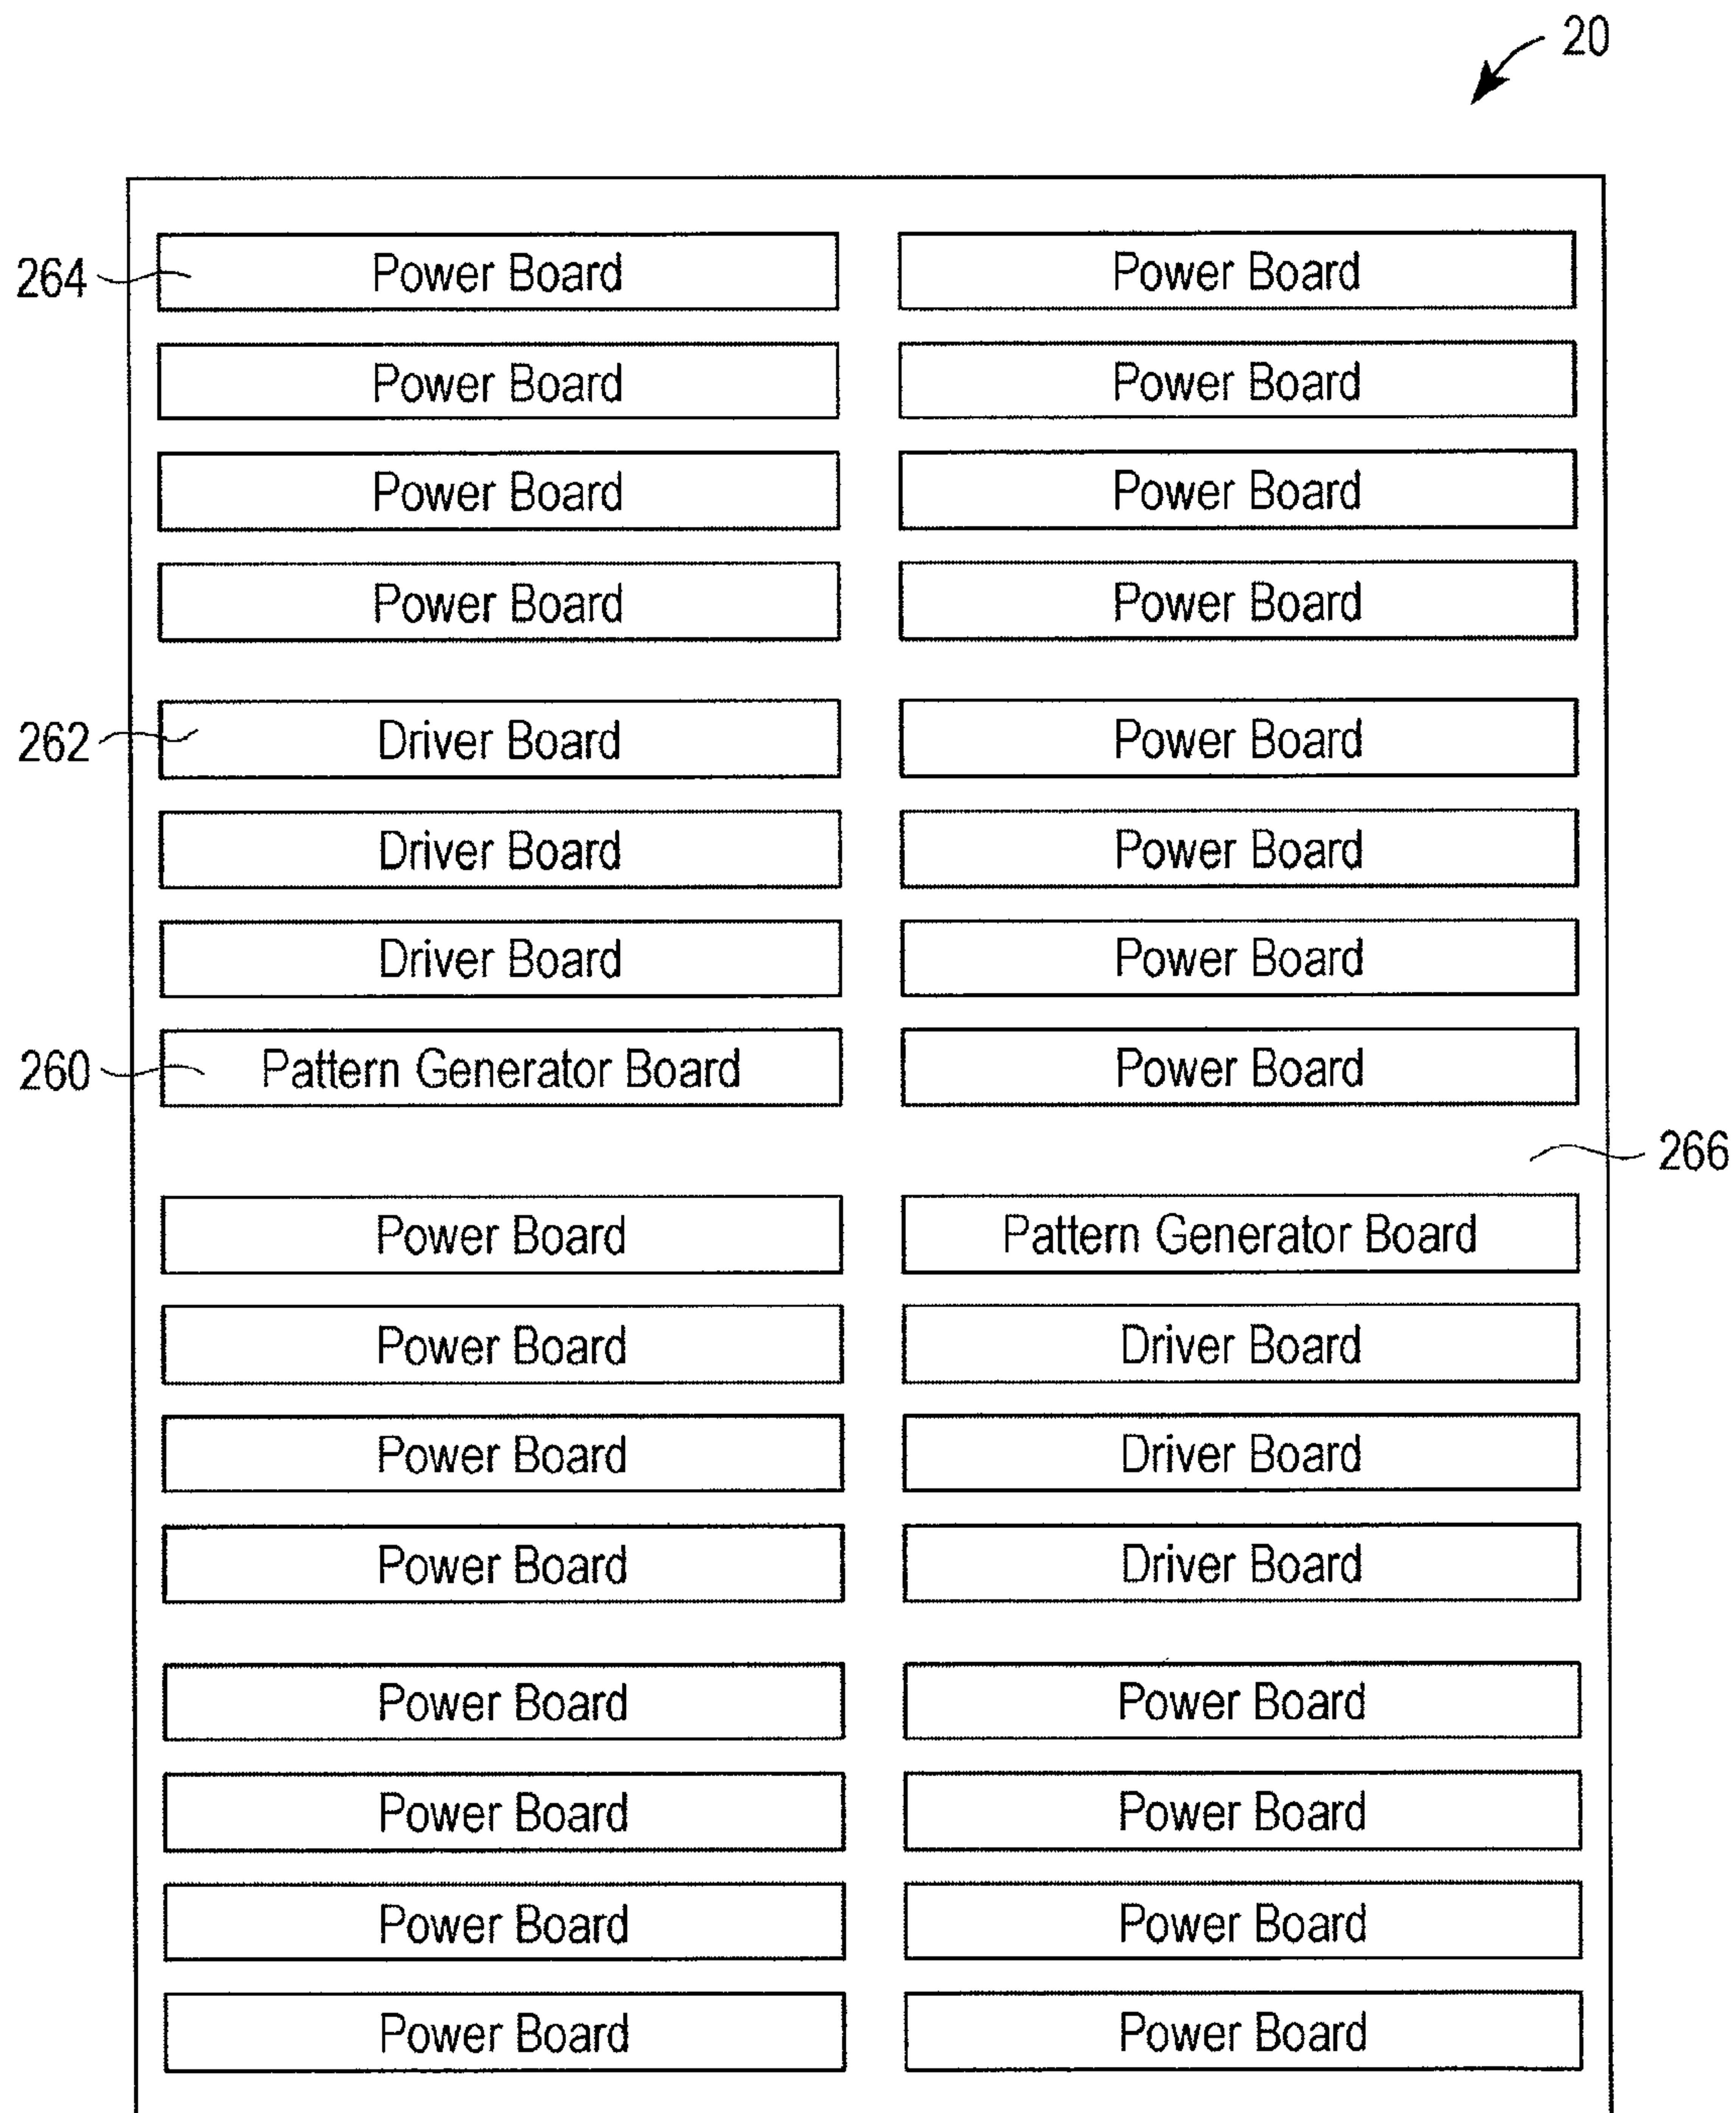 20
264 Power Board Power Board
Power Board Power Board
Power Board Power Board
Power Board Power Board
262 Driver Board Power Board
Driver Board Power Board
Driver Board Power Board
260 Pattern Generator Board Power Board
266
Power Board Pattern Generator Board
Power Board Driver Board
Power Board Driver Board
Power Board Driver Board
Power Board Power Board
Power Board Power Board
Power Board Power Board
Power Board Power Board